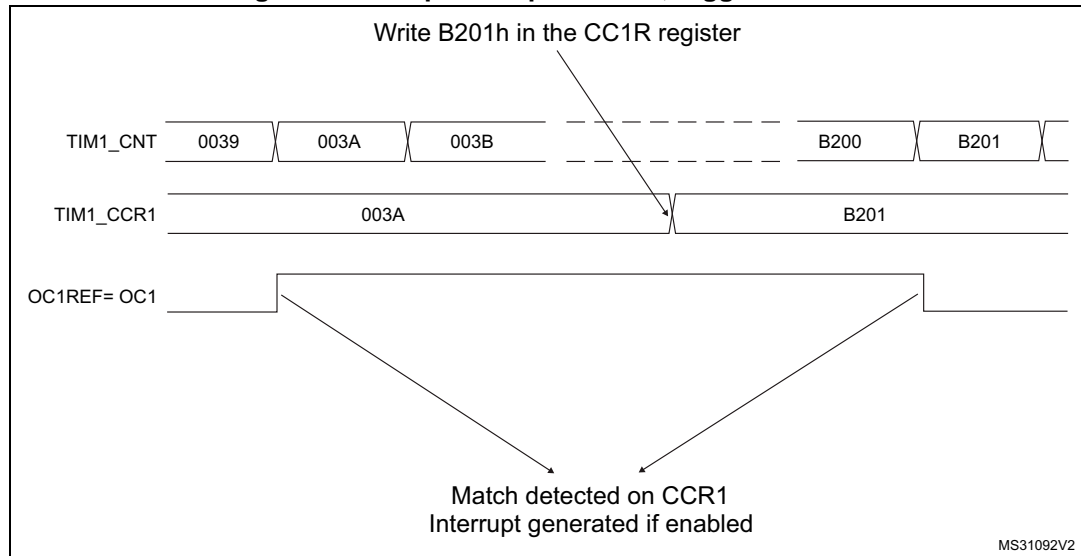 Write B201h in the CC1R register
TIM1_CNT 0039 003A 003B B200 B201
TIM1_CCR1 003A B201
OC1REF= OC1
Match detected on CCR1
Interrupt generated if enabled
MS31092V2